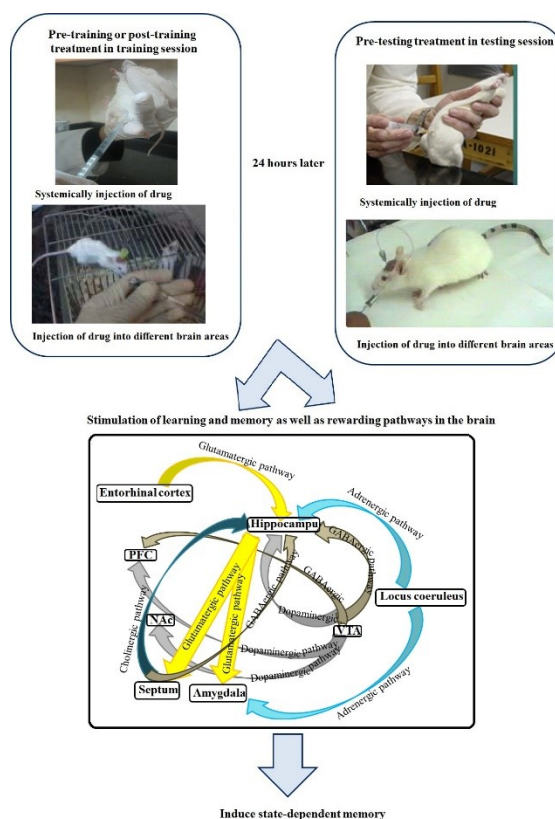 Pre-training or post-training
treatment in training session
Systemically injection of drug
Injection of drug into different brain areas
24 hours later
Pre-testing treatment in testing session
A-102i
Systemically injection of drug
Injection of drug into different brain areas
Stimulation of learning and memory as well as rewarding pathways in the brain
Glutamatergic pathway
Entorhinal cortex
Adrenergic pathway
Hippocampu
GABAergic pathway
PFC
GABAergic
GABAergic pathway
Glutamatergic pathway
Glutamatergic pathway
Cholinergic pathway
Locus coeruleus
NAc
Dopaminergic
VTA
Dopaminergic pathway
Dopaminergic pathway
Septum
Amygdala
Adrenergic pathway
Induce state-dependent memory